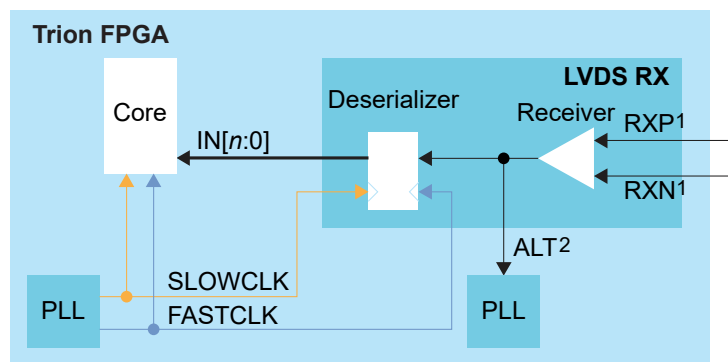 Trion FPGA
LVDS RX
Deserializer
Core
Receiver
RXP1
IN[n:0]
RXN1
ALT2
SLOWCLK
PLL
PLL
FASTCLK